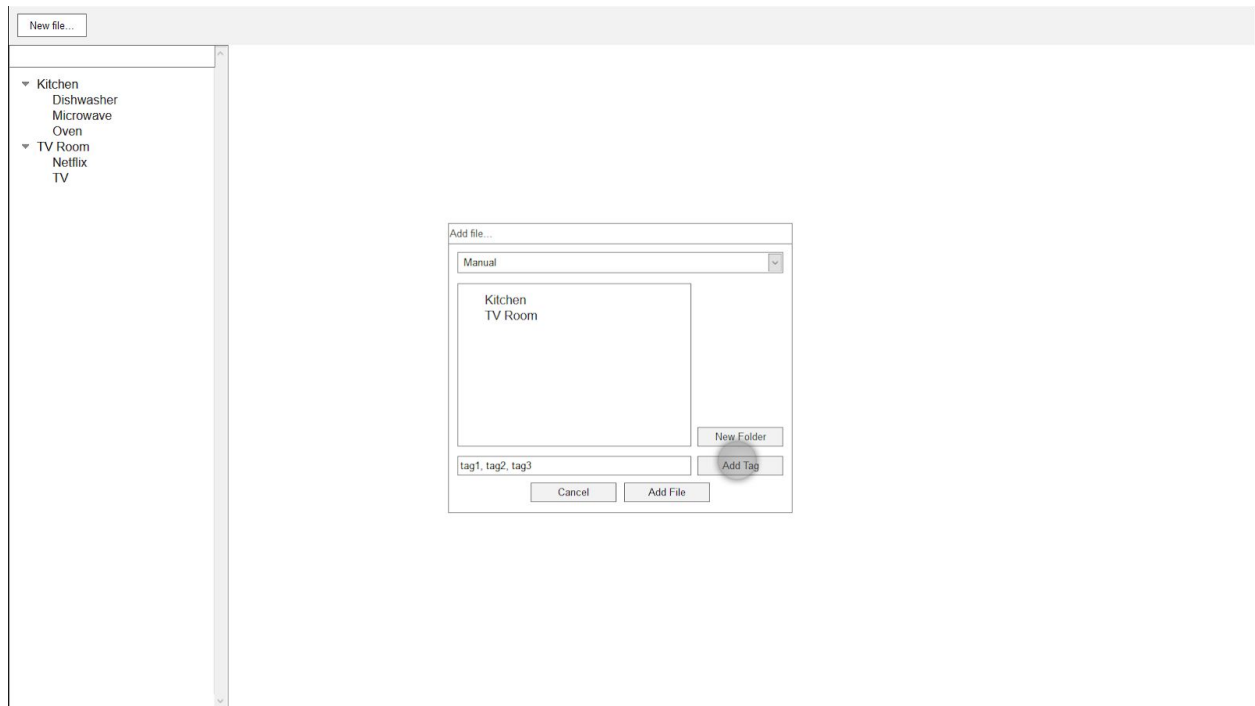 New file...
Kitchen
Dishwasher
Microwave
Oven
TV Room
Netflix
TV
Add file...
Manual
Kitchen
TV Room
New Folder
tag1, tag2, tag3
Add Tag
Cancel
Add File